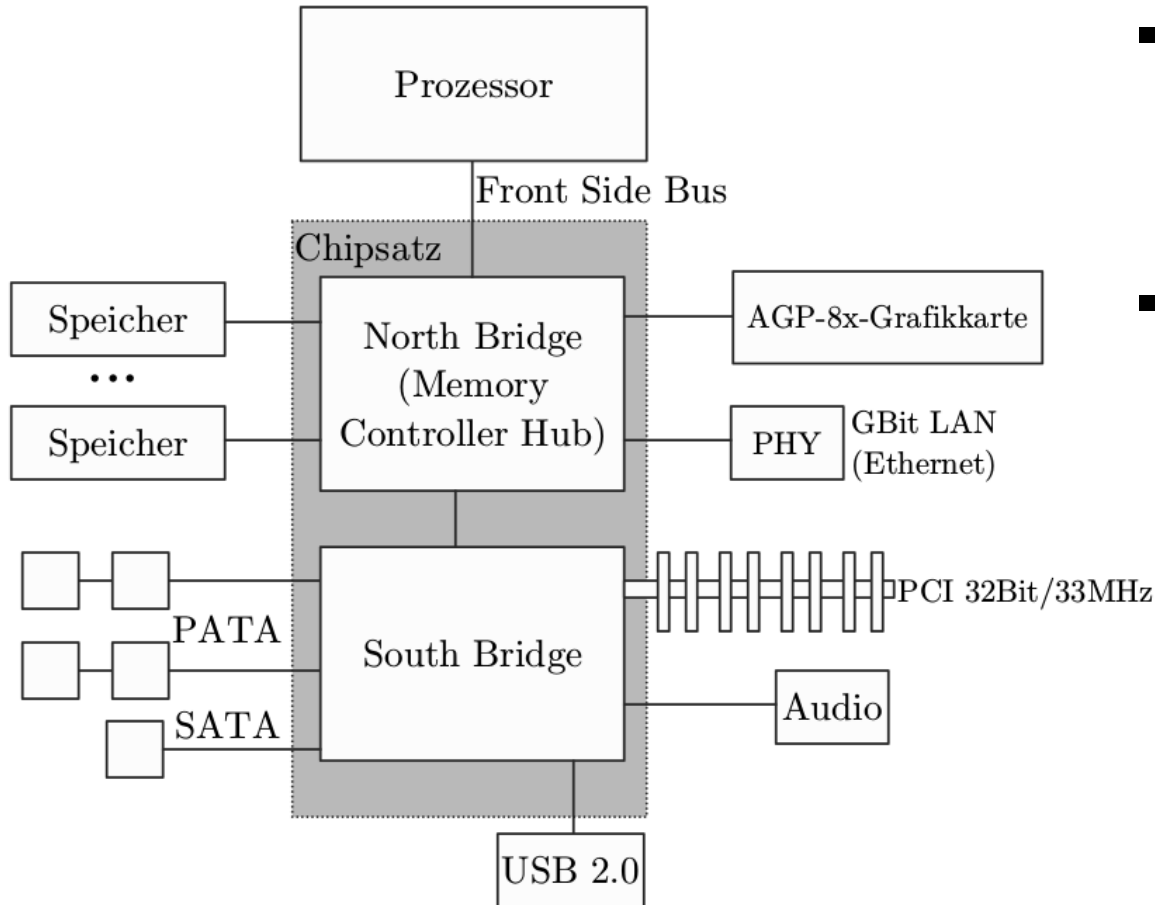 Prozessor
Front Side Bus
Chipsatz
Speicher
...
Speicher
North Bridge
(Memory
Controller Hub)
AGP-8x-Grafikkarte
PHY
GBit LAN
(Ethernet)
PATA
SATA
South Bridge
PCI 32Bit/33MHz
Audio
USB 2.0